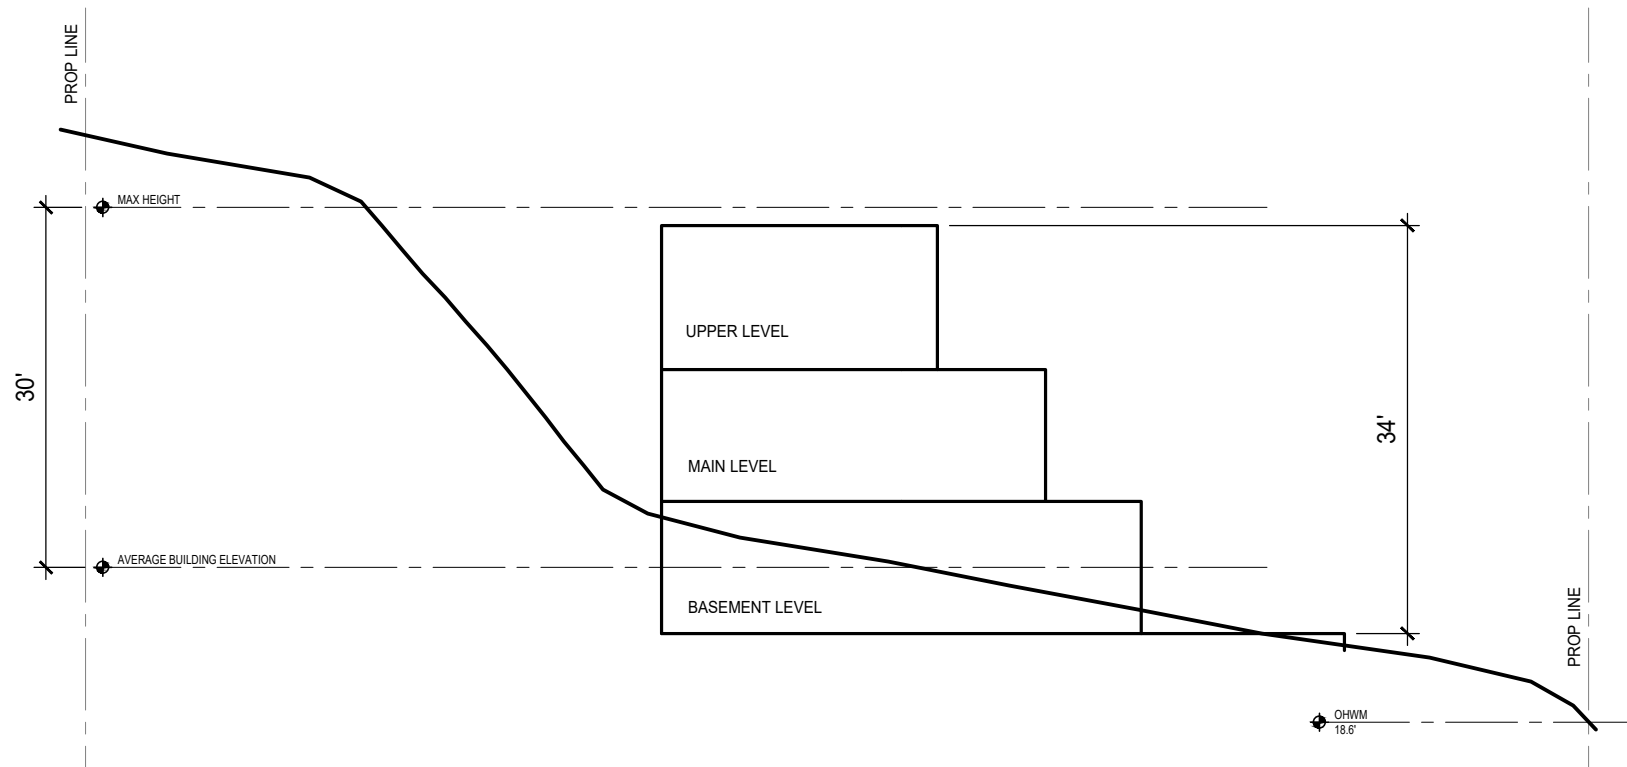 PROP LINE
MAX HEIGHT
30'
UPPER LEVEL
34'
MAIN LEVEL
AVERAGE BUILDING ELEVATION
BASEMENT LEVEL
PROP LINE
OHWM
18.6'